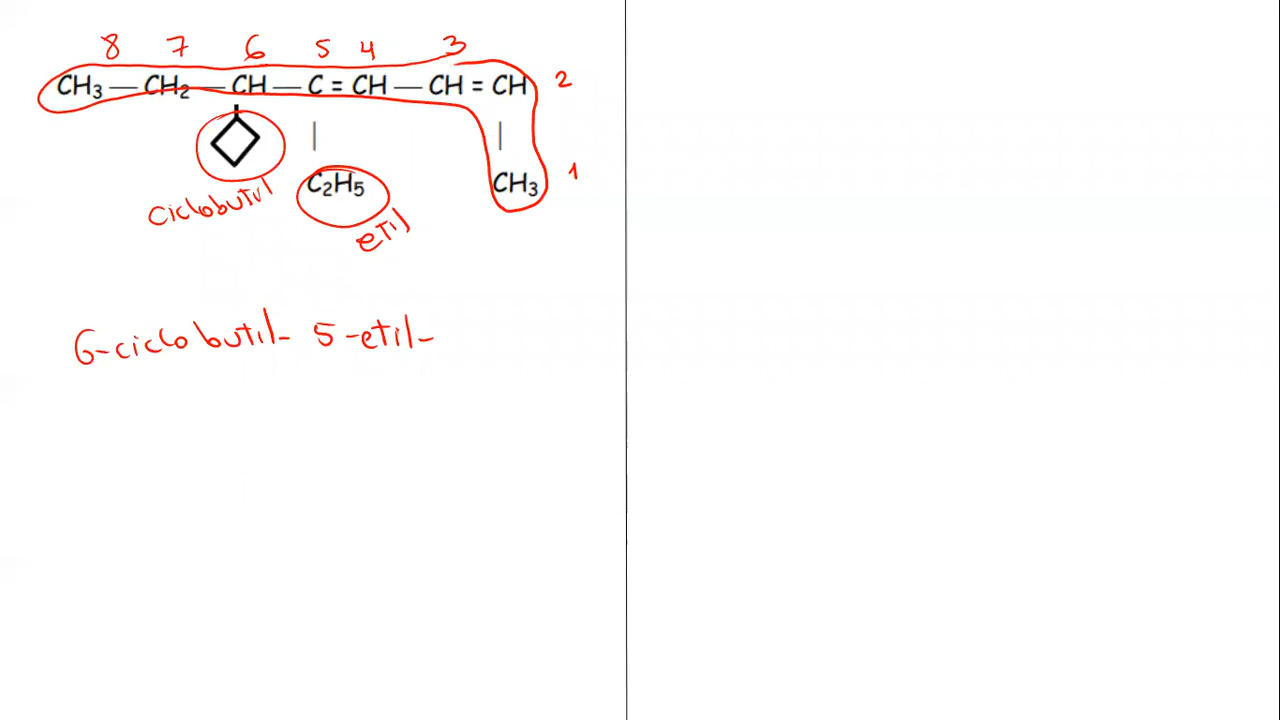 8 7 6 5 4 3
CH₃ — CH₂ — CH — C = CH — CH = CH 2
| |
C₂H₅ CH₃ 1
ciclobutil
etil
6-ciclobutil- 5-etil-